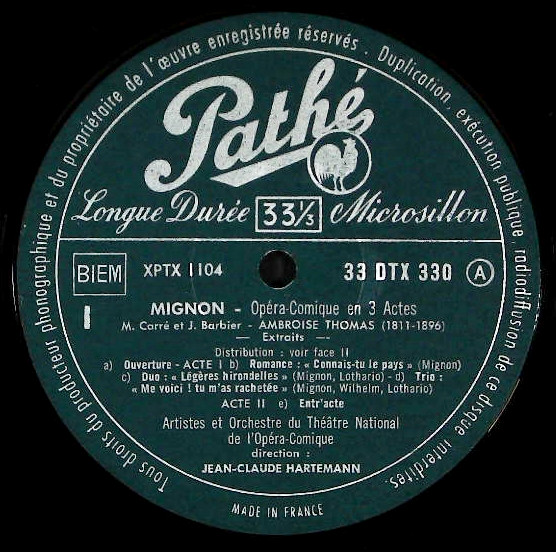 Tous droits du producteur phonographique et du propriétaire de l'œuvre enregistrée réservés - Duplication, exécution publique, radiodiffusion de ce disque interdites.
Pathé
Longue Durée 33 1/3 Microsillon
BIEM XPTX 1104 33 DTX 330 A
I
MIGNON - Opéra-Comique en 3 Actes
M. Carré et J. Barbier - AMBROISE THOMAS (1811-1896)
— Extraits —
Distribution : voir face II
a) Ouverture - ACTE I b) Romance : « Connais-tu le pays » (Mignon)
c) Duo : « Légères hirondelles » (Mignon, Lothario) - d) Trio :
« Me voici ! tu m'as rachetée » (Mignon, Wilhelm, Lothario)
ACTE II e) Entr'acte
Artistes et Orchestre du Théâtre National
de l'Opéra-Comique
direction :
JEAN-CLAUDE HARTEMANN
MADE IN FRANCE